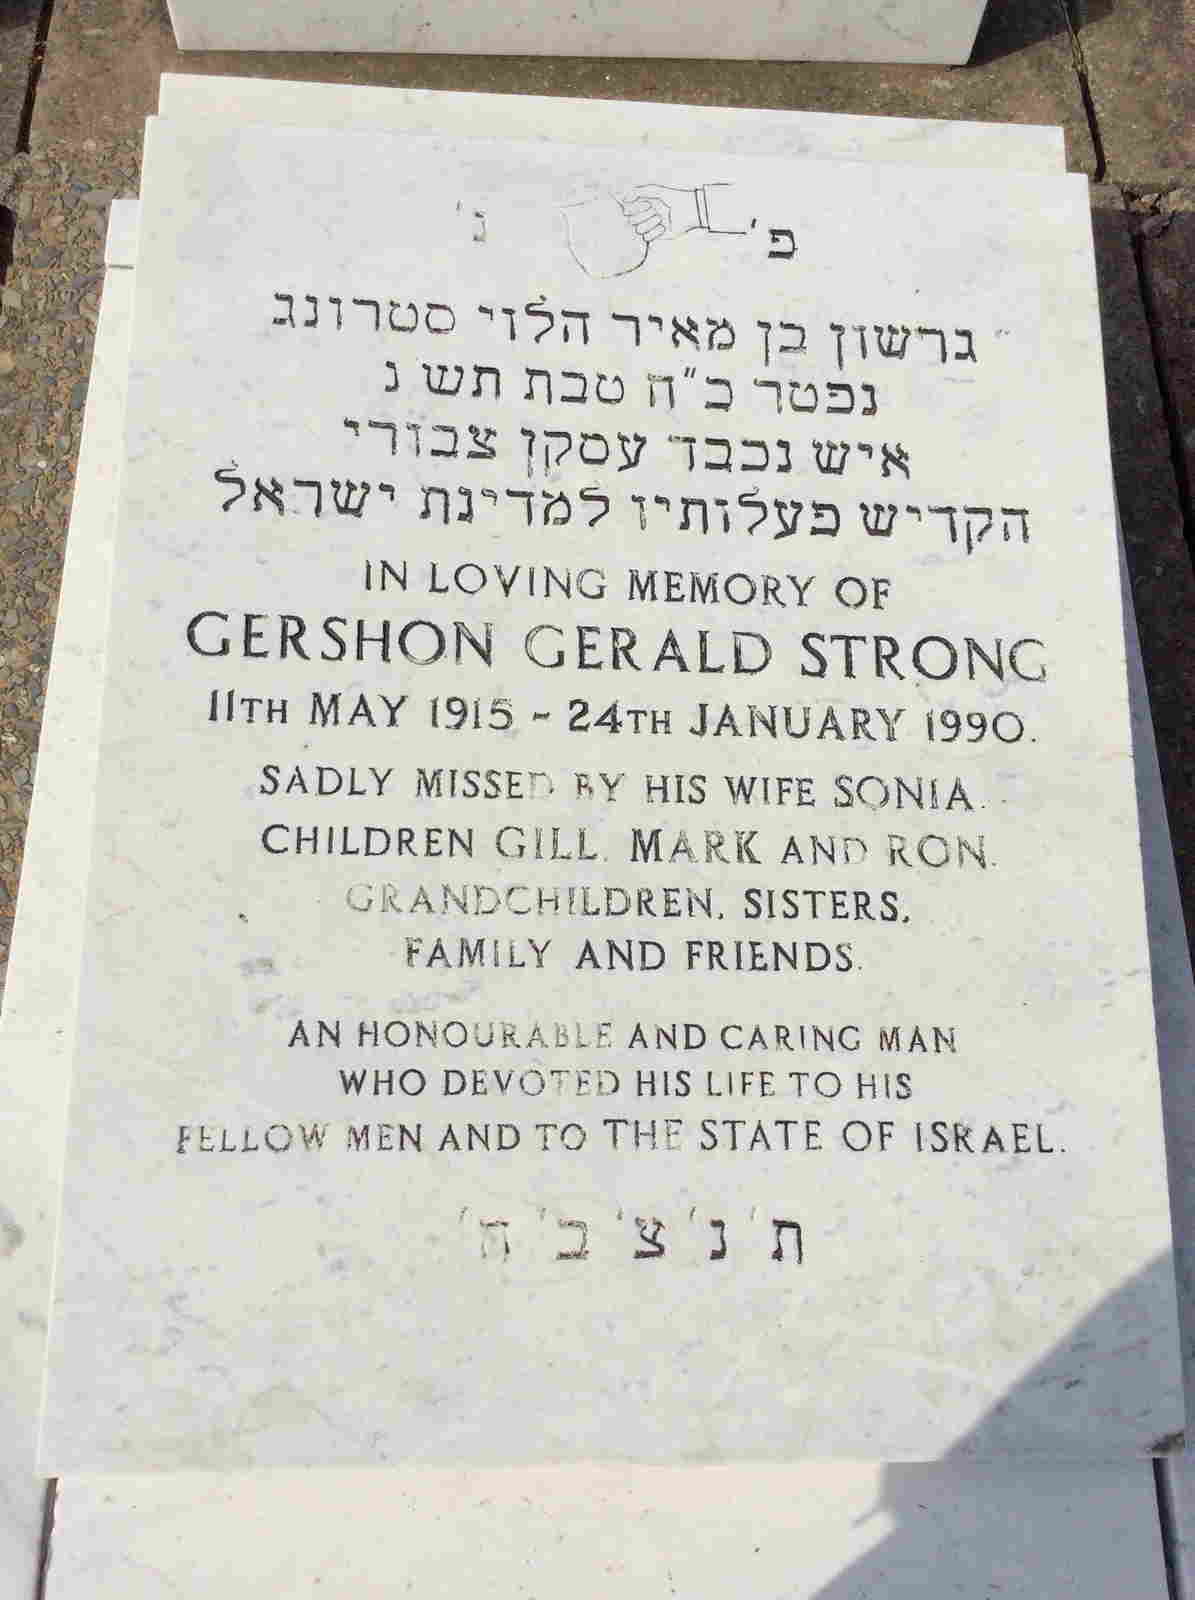 פ' נ'
גרשון בן מאיר הלוי סטרונג
נפטר כ"ה טבת תש נ
איש נכבד עסקן צבורי
הקדיש פעלותיו למדינת ישראל
IN LOVING MEMORY OF
GERSHON GERALD STRONG
11TH MAY 1915 - 24TH JANUARY 1990.
SADLY MISSED BY HIS WIFE SONIA.
CHILDREN GILL, MARK AND RON.
GRANDCHILDREN, SISTERS,
FAMILY AND FRIENDS.
AN HONOURABLE AND CARING MAN
WHO DEVOTED HIS LIFE TO HIS
FELLOW MEN AND TO THE STATE OF ISRAEL.
ת' נ' צ' ב' ה'